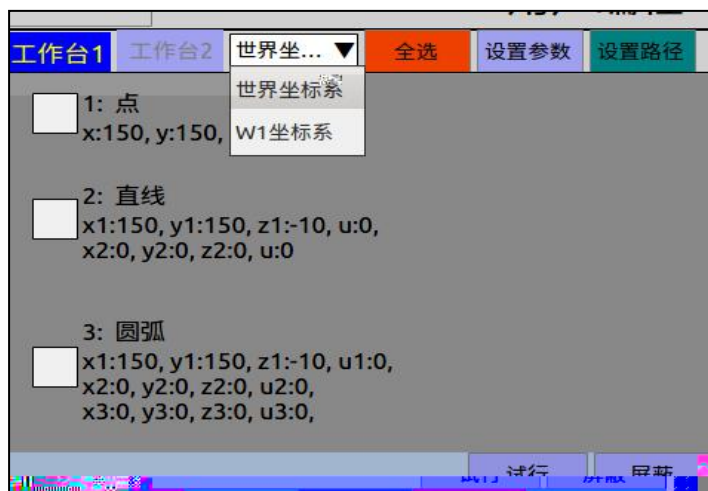 工作台1 工作台2 世界坐... ▼ 全选 设置参数 设置路径
世界坐标系
W1坐标系
1: 点
x:150, y:150,
2: 直线
x1:150, y1:150, z1:-10, u:0,
x2:0, y2:0, z2:0, u:0
3: 圆弧
x1:150, y1:150, z1:-10, u1:0,
x2:0, y2:0, z2:0, u2:0,
x3:0, y3:0, z3:0, u3:0,
试行 屏蔽